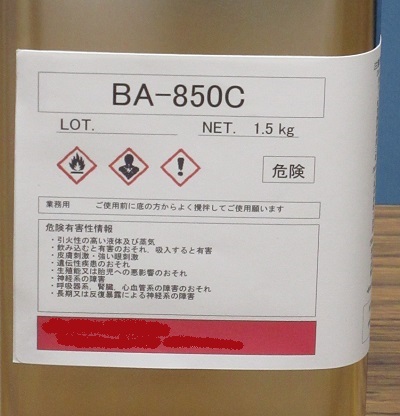 BA-850C
LOT. NET. 1.5 kg
危険
業務用 ご使用前に底の方からよく攪拌してご使用願います
危険有害性情報
・引火性の高い液体及び蒸気
・飲み込むと有害のおそれ、吸入すると有害
・皮膚刺激・強い眼刺激
・遺伝性疾患のおそれ
・生殖能又は胎児への悪影響のおそれ
・神経系の障害
・呼吸器系、腎臓、心血管系の障害のおそれ
・長期又は反復暴露による神経系の障害